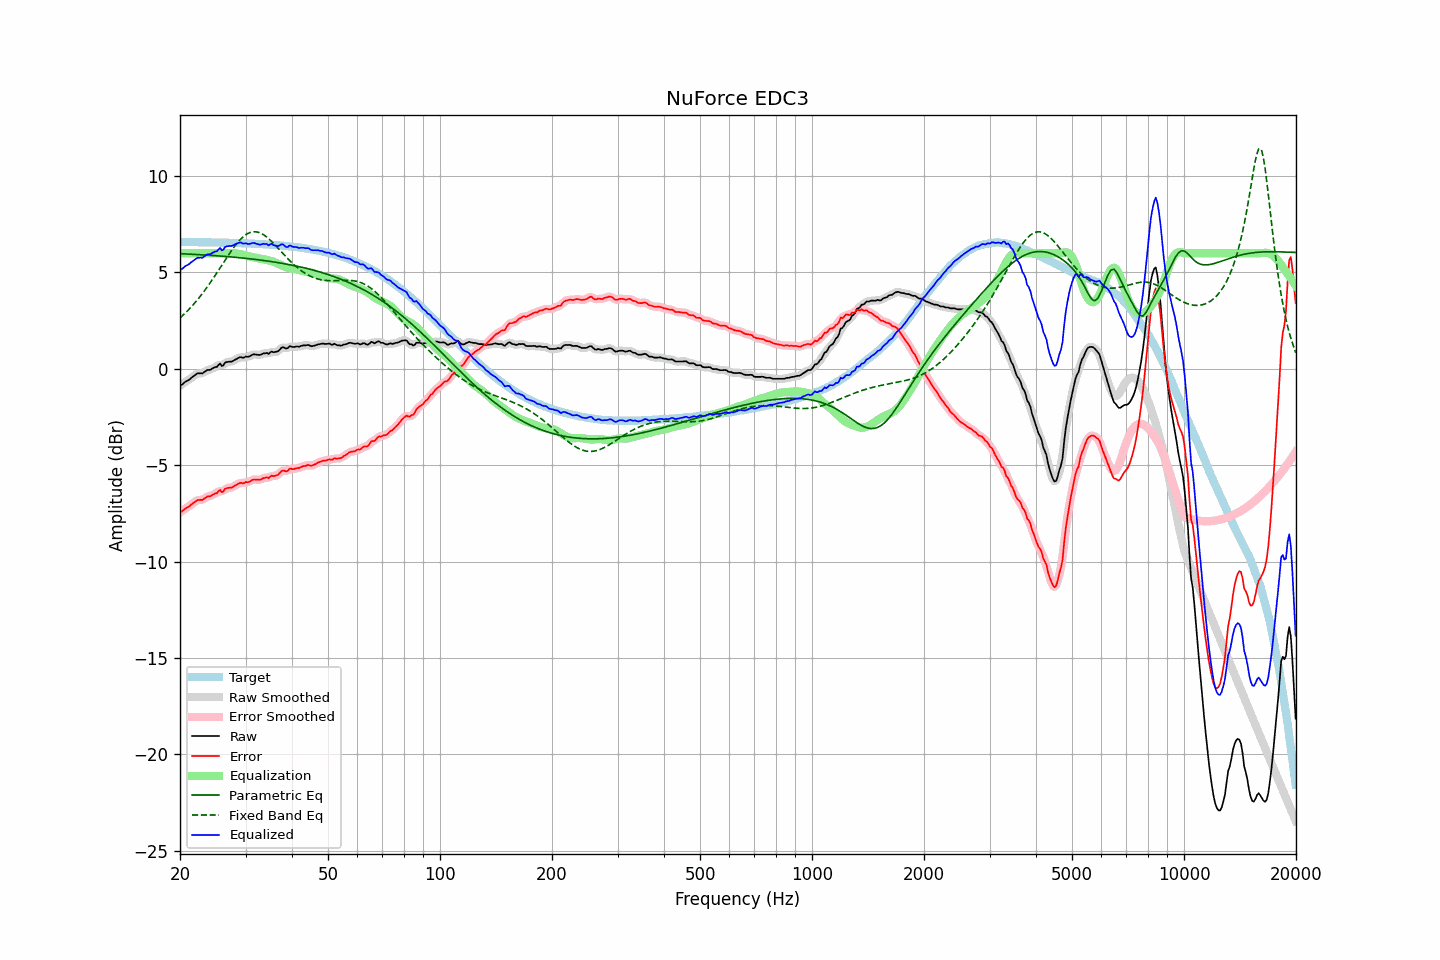 NuForce EDC3
Amplitude (dBr)
10
5
0
−5
−10
−15
−20
−25
Target
Raw Smoothed
Error Smoothed
Raw
Error
Equalization
Parametric Eq
Fixed Band Eq
Equalized
20 50 100 200 500 1000 2000 5000 10000 20000
Frequency (Hz)